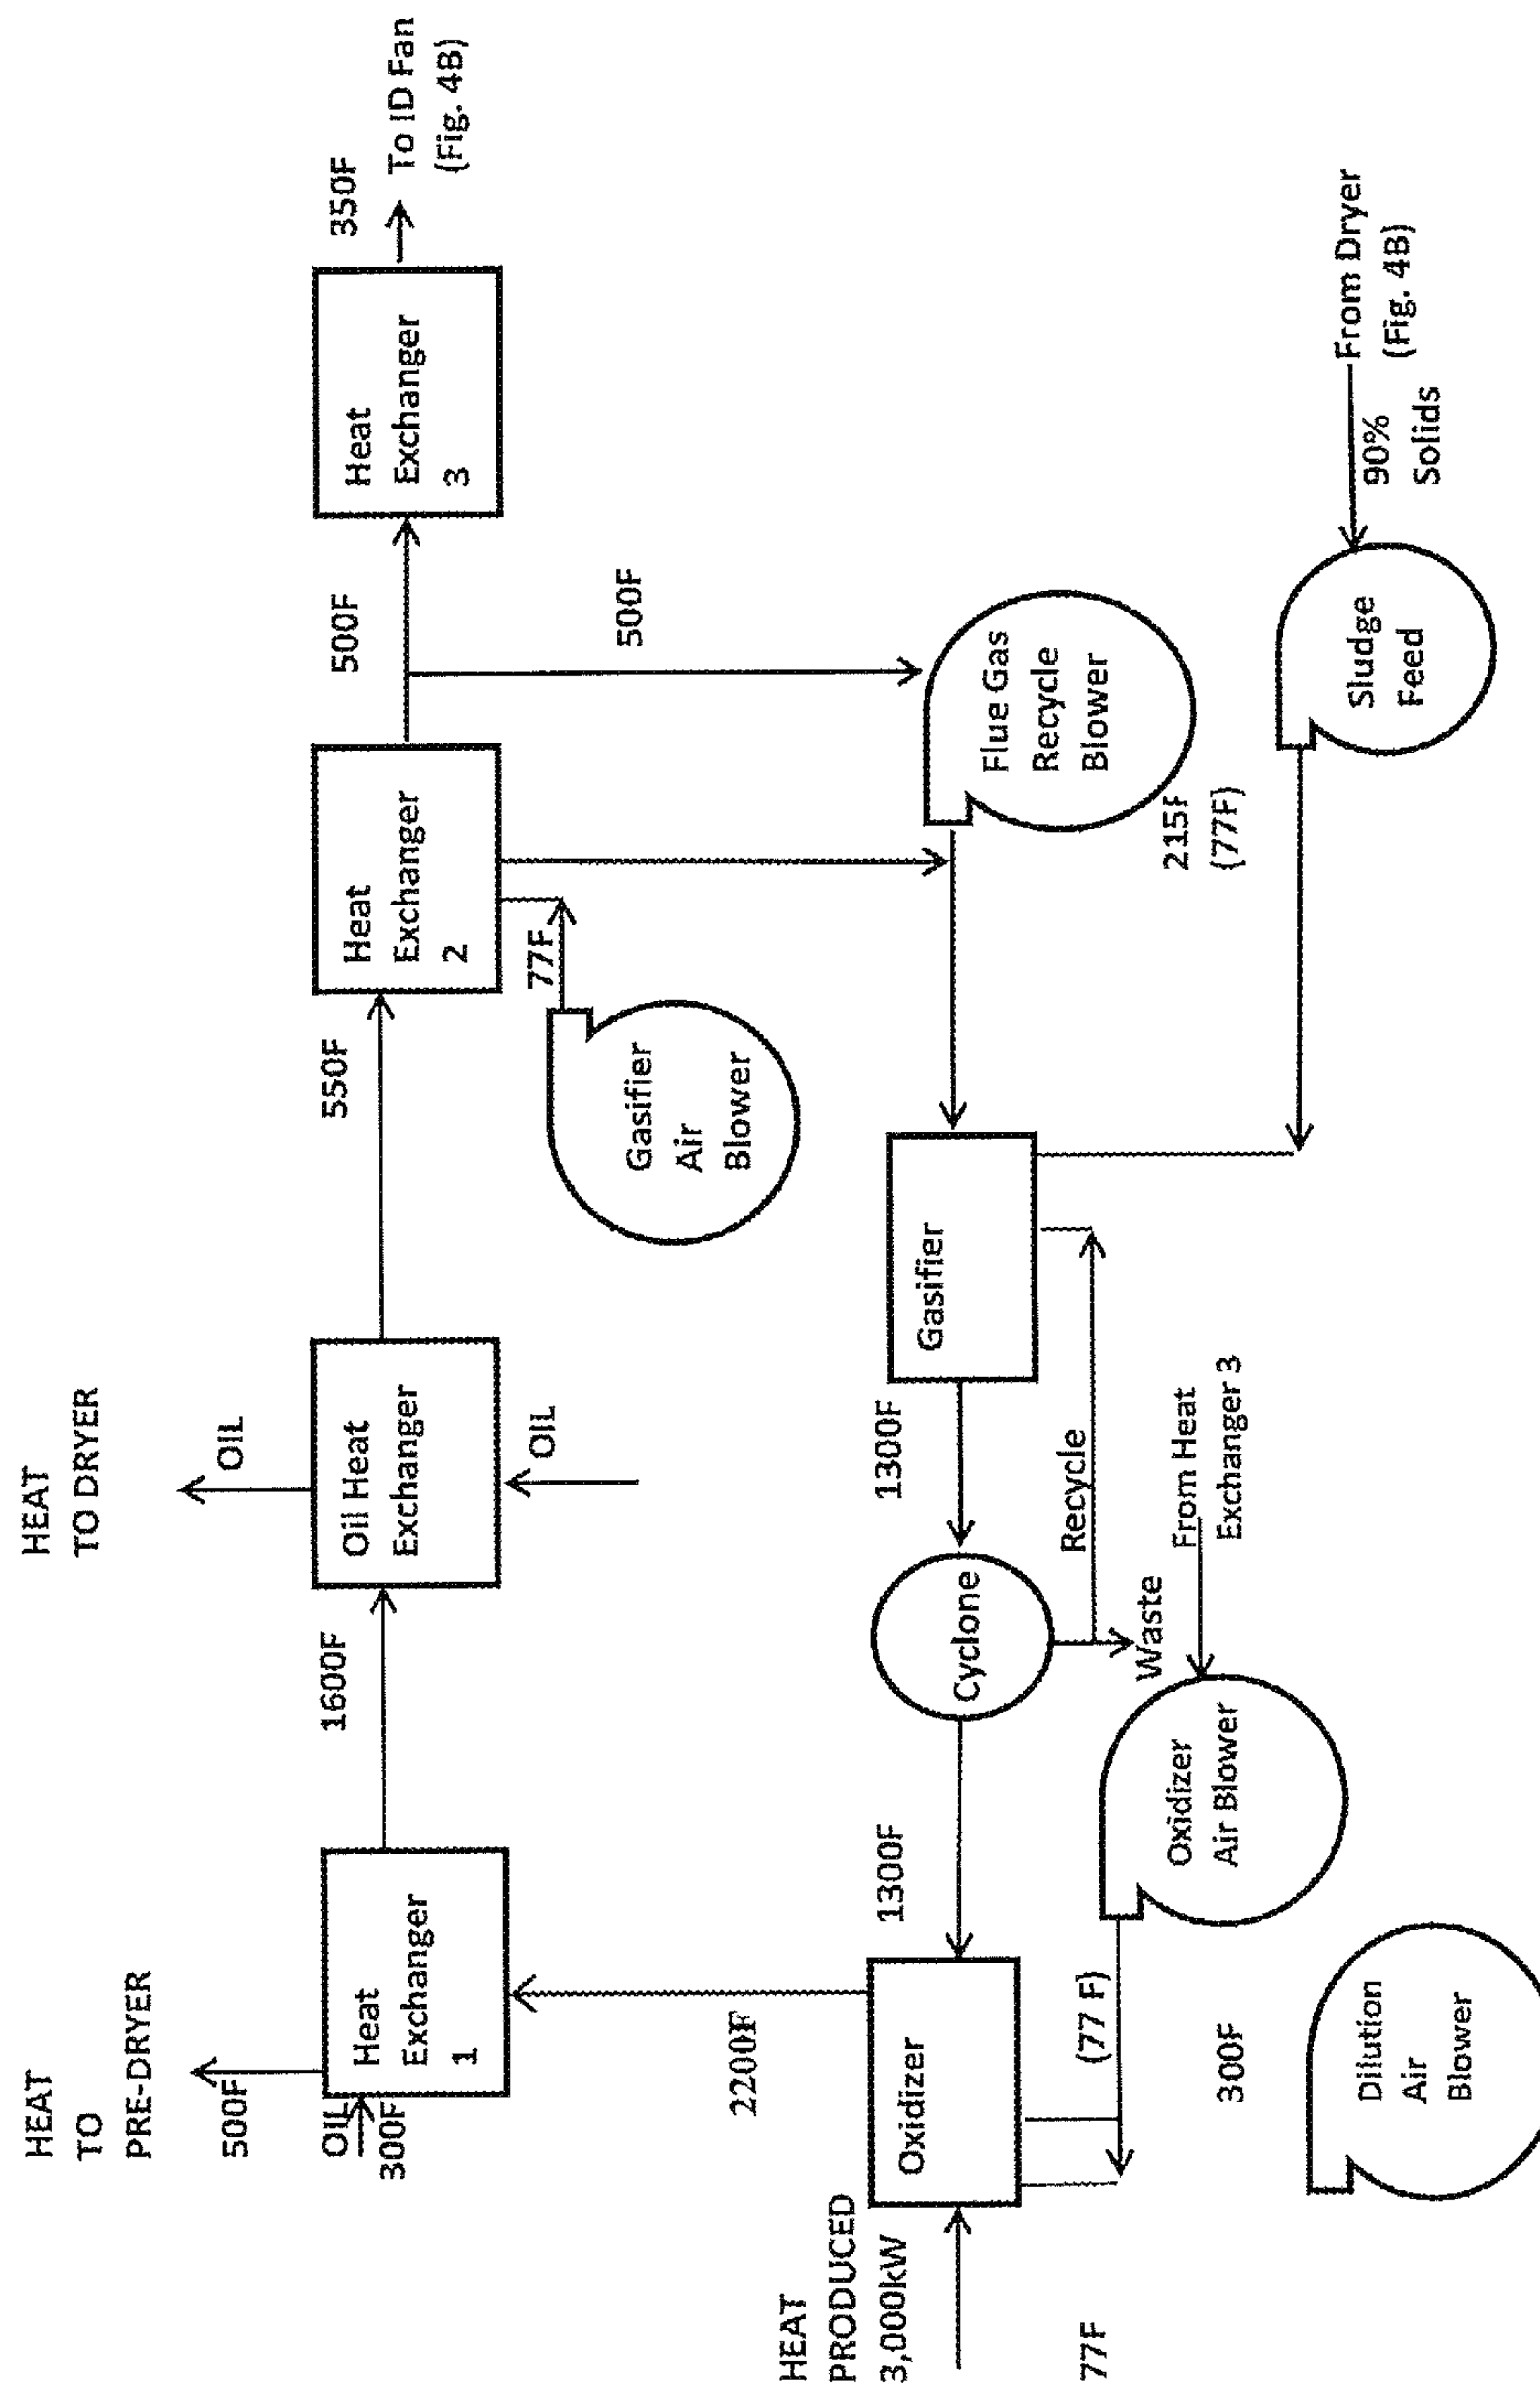 HEAT
TO
PRE-DRYER
500F
OIL
300F
Heat
Exchanger
1
1600F
HEAT
TO DRYER
OIL
Oil Heat
Exchanger
OIL
550F
Heat
Exchanger
2
500F
Heat
Exchanger
3
350F
To ID Fan
(Fig. 4B)
77F
Gasifier
Air
Blower
500F
Flue Gas
Recycle
Blower
215F
(77F)
2200F
HEAT
PRODUCED
3,000kW
77F
Oxidizer
1300F
Cyclone
1300F
Gasifier
Recycle
Waste
From Heat
Exchanger 3
Oxidizer
Air Blower
(77 F)
300F
Dilution
Air
Blower
Sludge
Feed
90%
Solids
From Dryer
(Fig. 4B)